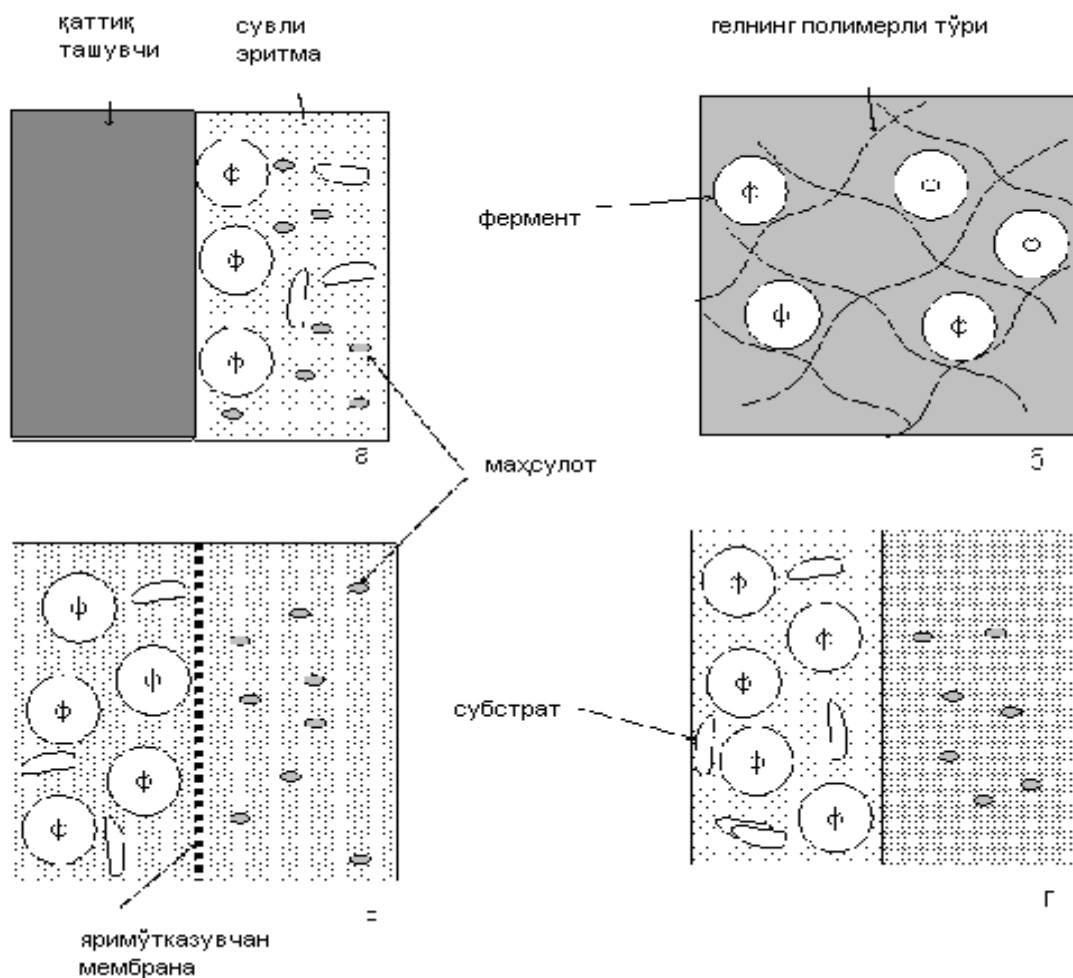 қаттиқ
ташувчи
сувли
эритма
гелнинг полимерли тўри
ф
ф
ф
фермент
ф
ф
ф
а
б
маҳсулот
ф
ф
ф
ф
ф
ф
ф
ф
субстрат
ф
ф
г
яримўтказувчан
мембрана